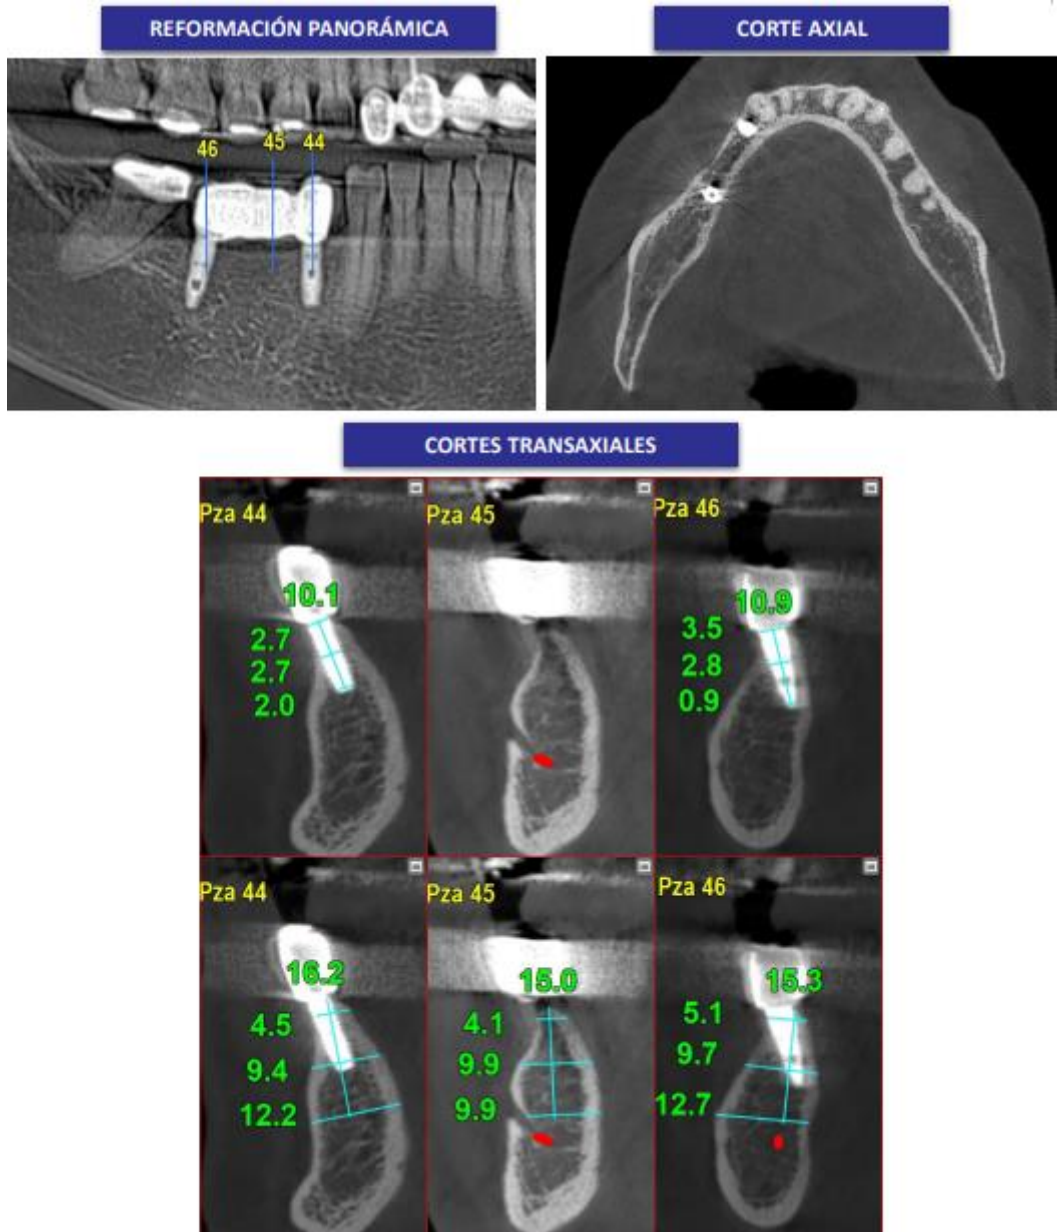 REFORMACIÓN PANORÁMICA
CORTE AXIAL
46 45 44
CORTES TRANSAXIALES
Pza 44
10.1
2.7
2.7
2.0
Pza 45
Pza 46
10.9
3.5
2.8
0.9
Pza 44
16.2
4.5
9.4
12.2
Pza 45
15.0
4.1
9.9
9.9
Pza 46
15.3
5.1
9.7
12.7